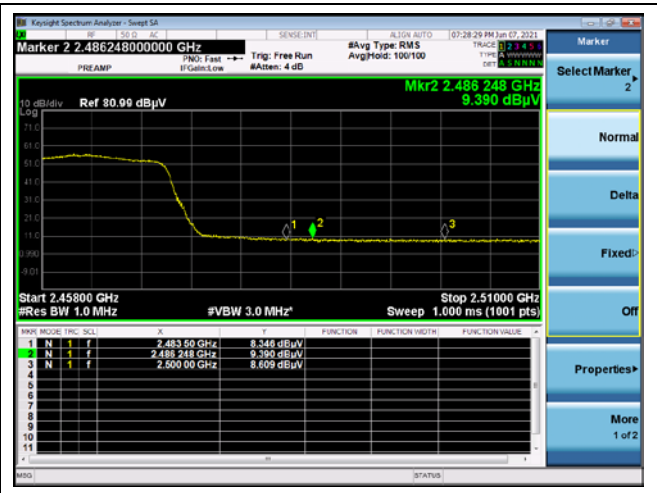 Keysight Spectrum Analyzer - Swept SA
RF 50 Ω AC SENSE:INT ALIGN AUTO 07:28:29 PM Jun 07, 2021
Marker 2 2.486248000000 GHz
#Avg Type: RMS
TRACE 1 2 3 4 5
PNO: Fast Trig: Free Run Avg|Hold: 100/100
TYPE A WWWWW
PREAMP IFGain:Low #Atten: 4 dB
DET A S N N N N
Marker
Select Marker
2
Normal
Delta
Fixed
Off
Properties
More
1 of 2
Mkr2 2.486 248 GHz
9.390 dBµV
10 dB/div Ref 80.99 dBµV
Log
71.0
61.0
51.0
41.0
31.0
21.0
11.0
0.990
-9.01
1
2
3
Start 2.45800 GHz Stop 2.51000 GHz
#Res BW 1.0 MHz #VBW 3.0 MHz* Sweep 1.000 ms (1001 pts)
MKR MODE TRC SCL X Y FUNCTION FUNCTION WIDTH FUNCTION VALUE
1 N 1 f 2.483 50 GHz 8.346 dBuV
2 N 1 f 2.486 248 GHz 9.390 dBuV
3 N 1 f 2.500 00 GHz 8.609 dBuV
4
5
6
7
8
9
10
11
MSG STATUS